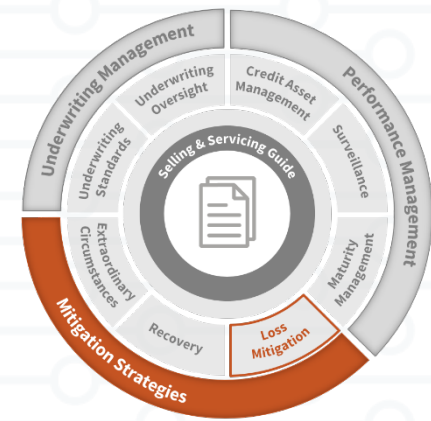 Underwriting Management
Performance Management
Mitigation Strategies
Underwriting
Oversight
Credit Asset
Management
Surveillance
Maturity
Management
Loss
Mitigation
Recovery
Extraordinary
Circumstances
Underwriting
Standards
Selling & Servicing Guide